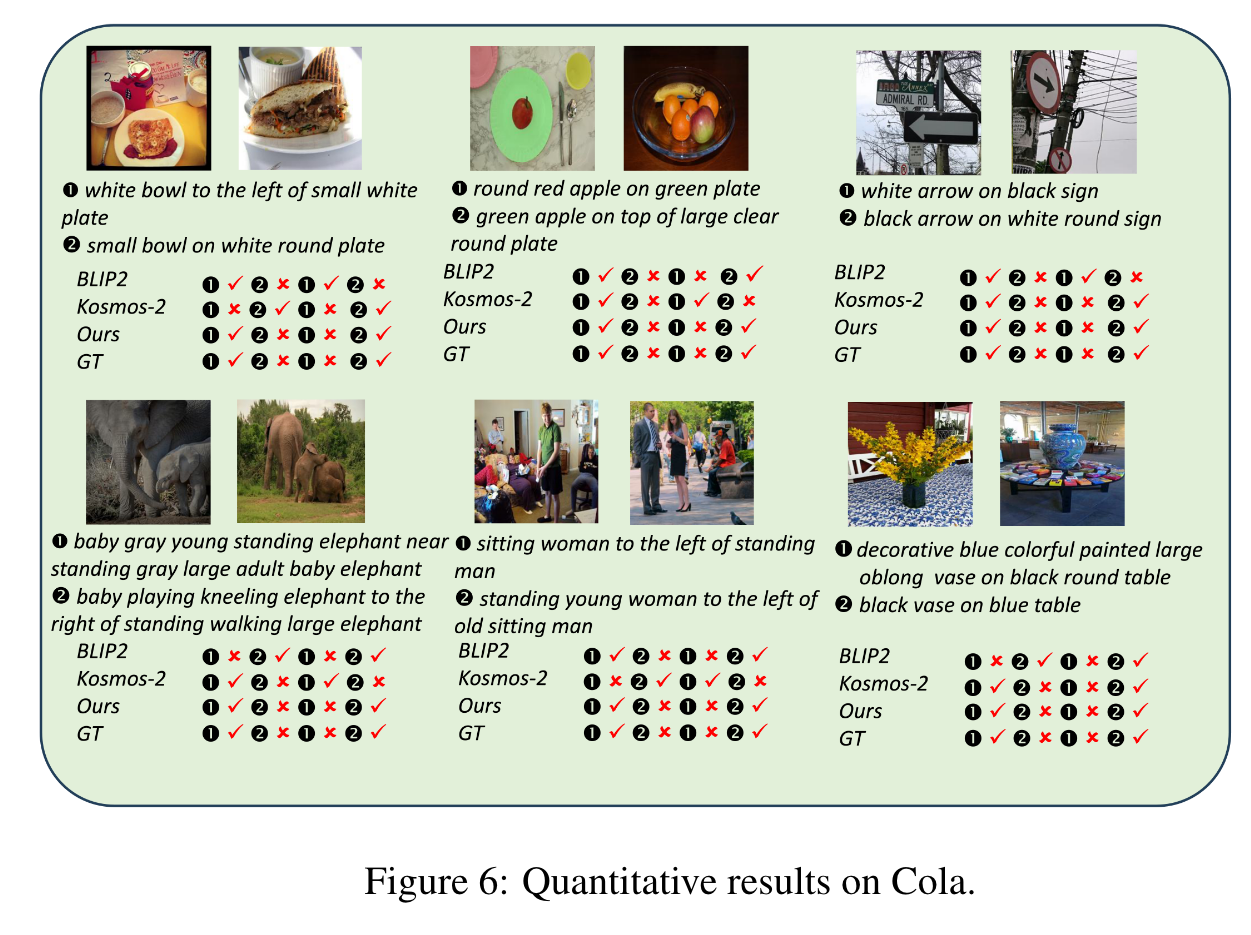 ADMIRAL RD
❶ white bowl to the left of small white
plate
❷ small bowl on white round plate
BLIP2 ❶ ✓ ❷ ✘ ❶ ✓ ❷ ✘
Kosmos-2 ❶ ✘ ❷ ✓ ❶ ✘ ❷ ✓
Ours ❶ ✓ ❷ ✘ ❶ ✘ ❷ ✓
GT ❶ ✓ ❷ ✘ ❶ ✘ ❷ ✓
❶ round red apple on green plate
❷ green apple on top of large clear
round plate
BLIP2 ❶ ✓ ❷ ✘ ❶ ✘ ❷ ✓
Kosmos-2 ❶ ✓ ❷ ✘ ❶ ✓ ❷ ✘
Ours ❶ ✓ ❷ ✘ ❶ ✘ ❷ ✓
GT ❶ ✓ ❷ ✘ ❶ ✘ ❷ ✓
❶ white arrow on black sign
❷ black arrow on white round sign
BLIP2 ❶ ✓ ❷ ✘ ❶ ✓ ❷ ✘
Kosmos-2 ❶ ✓ ❷ ✘ ❶ ✘ ❷ ✓
Ours ❶ ✓ ❷ ✘ ❶ ✘ ❷ ✓
GT ❶ ✓ ❷ ✘ ❶ ✘ ❷ ✓
❶ baby gray young standing elephant near
standing gray large adult baby elephant
❷ baby playing kneeling elephant to the
right of standing walking large elephant
BLIP2 ❶ ✘ ❷ ✓ ❶ ✘ ❷ ✓
Kosmos-2 ❶ ✓ ❷ ✘ ❶ ✓ ❷ ✘
Ours ❶ ✓ ❷ ✘ ❶ ✘ ❷ ✓
GT ❶ ✓ ❷ ✘ ❶ ✘ ❷ ✓
❶ sitting woman to the left of standing
man
❷ standing young woman to the left of
old sitting man
BLIP2 ❶ ✓ ❷ ✘ ❶ ✘ ❷ ✓
Kosmos-2 ❶ ✘ ❷ ✓ ❶ ✓ ❷ ✘
Ours ❶ ✓ ❷ ✘ ❶ ✘ ❷ ✓
GT ❶ ✓ ❷ ✘ ❶ ✘ ❷ ✓
❶ decorative blue colorful painted large
oblong vase on black round table
❷ black vase on blue table
BLIP2 ❶ ✘ ❷ ✓ ❶ ✘ ❷ ✓
Kosmos-2 ❶ ✓ ❷ ✘ ❶ ✘ ❷ ✓
Ours ❶ ✓ ❷ ✘ ❶ ✘ ❷ ✓
GT ❶ ✓ ❷ ✘ ❶ ✘ ❷ ✓
Figure 6: Quantitative results on Cola.